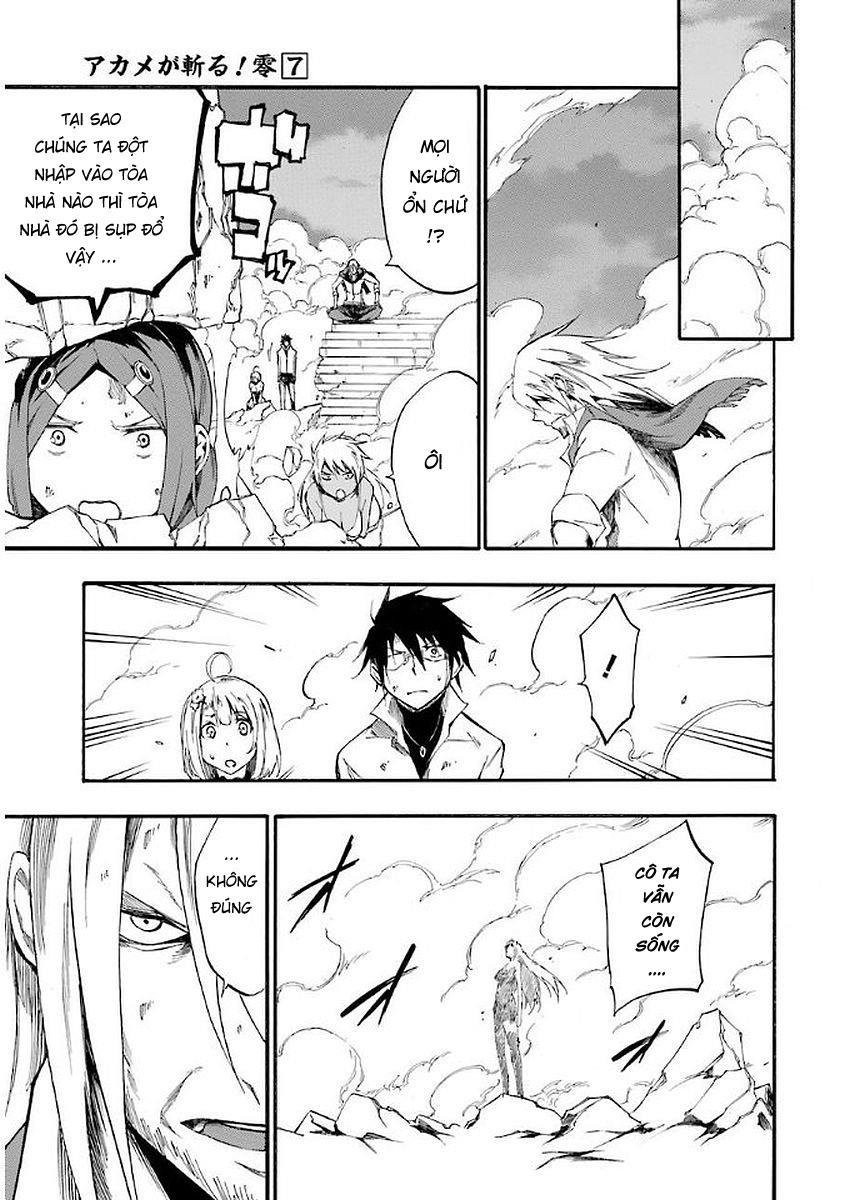 アカメが斬る！零 7
MỌI
NGƯỜI
ỔN CHỨ
!?
ÔI
TẠI SAO
CHÚNG TA ĐỘT
NHẬP VÀO TÒA
NHÀ NÀO THÌ TÒA
NHÀ ĐÓ BỊ SỤP ĐỔ
VẬY ...
!
CÔ TA
VẪN
CÒN
SỐNG
....
...
KHÔNG
ĐÚNG